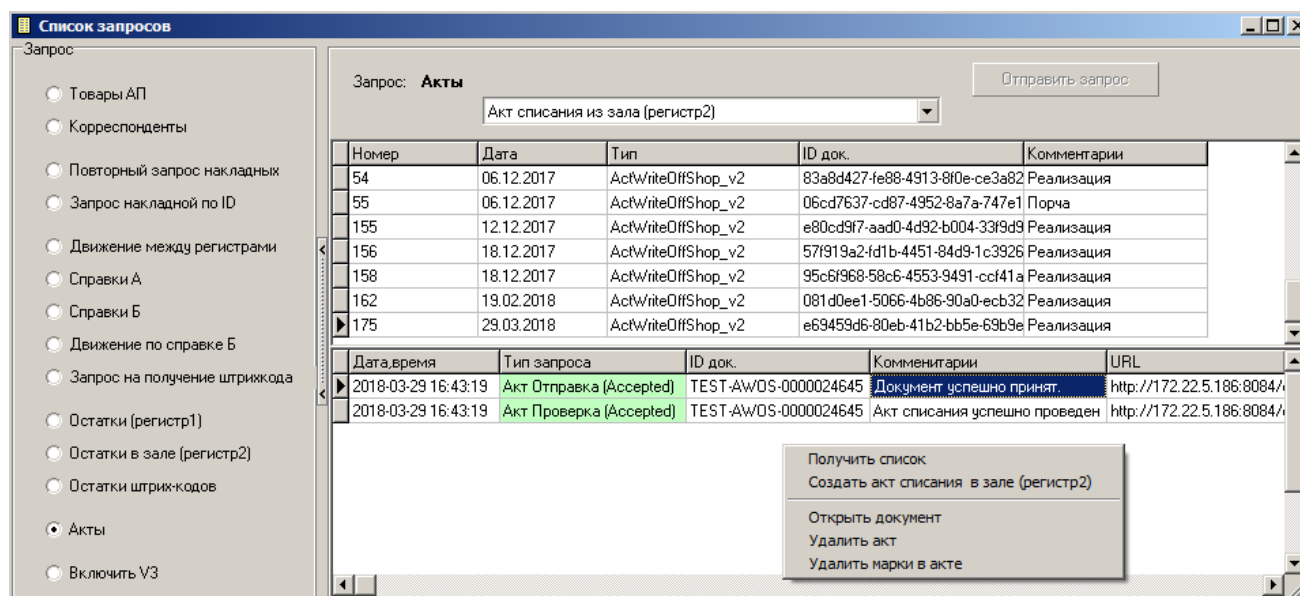 Список запросов
Запрос
Товары АП
Корреспонденты
Повторный запрос накладных
Запрос накладной по ID
Движение между регистрами
Справки А
Справки Б
Движение по справке Б
Запрос на получение штрихкода
Остатки (регистр1)
Остатки в зале (регистр2)
Остатки штрих-кодов
Акты
Включить V3
Запрос: Акты
Отправить запрос
Акт списания из зала (регистр2)
Номер Дата Тип ID док. Комментарии
54 06.12.2017 ActWriteOffShop_v2 83a8d427-fe88-4913-8f0e-ce3a82 Реализация
55 06.12.2017 ActWriteOffShop_v2 06cd7637-cd87-4952-8a7a-747e1 Порча
155 12.12.2017 ActWriteOffShop_v2 e80cd9f7-aad0-4d92-b004-33f9d9 Реализация
156 18.12.2017 ActWriteOffShop_v2 57f919a2-fd1b-4451-84d9-1c3926 Реализация
158 18.12.2017 ActWriteOffShop_v2 95c6f968-58c6-4553-9491-ccf41a Реализация
162 19.02.2018 ActWriteOffShop_v2 081d0ee1-5066-4b86-90a0-ecb32 Реализация
175 29.03.2018 ActWriteOffShop_v2 e69459d6-80eb-41b2-bb5e-69b9e Реализация
Дата,время Тип запроса ID док. Комменитарии URL
2018-03-29 16:43:19 Акт Отправка (Accepted) TEST-AWOS-0000024645 Документ успешно принят. http://172.22.5.186:8084/
2018-03-29 16:43:19 Акт Проверка (Accepted) TEST-AWOS-0000024645 Акт списания успешно проведен http://172.22.5.186:8084/
Получить список
Создать акт списания в зале (регистр2)
Открыть документ
Удалить акт
Удалить марки в акте